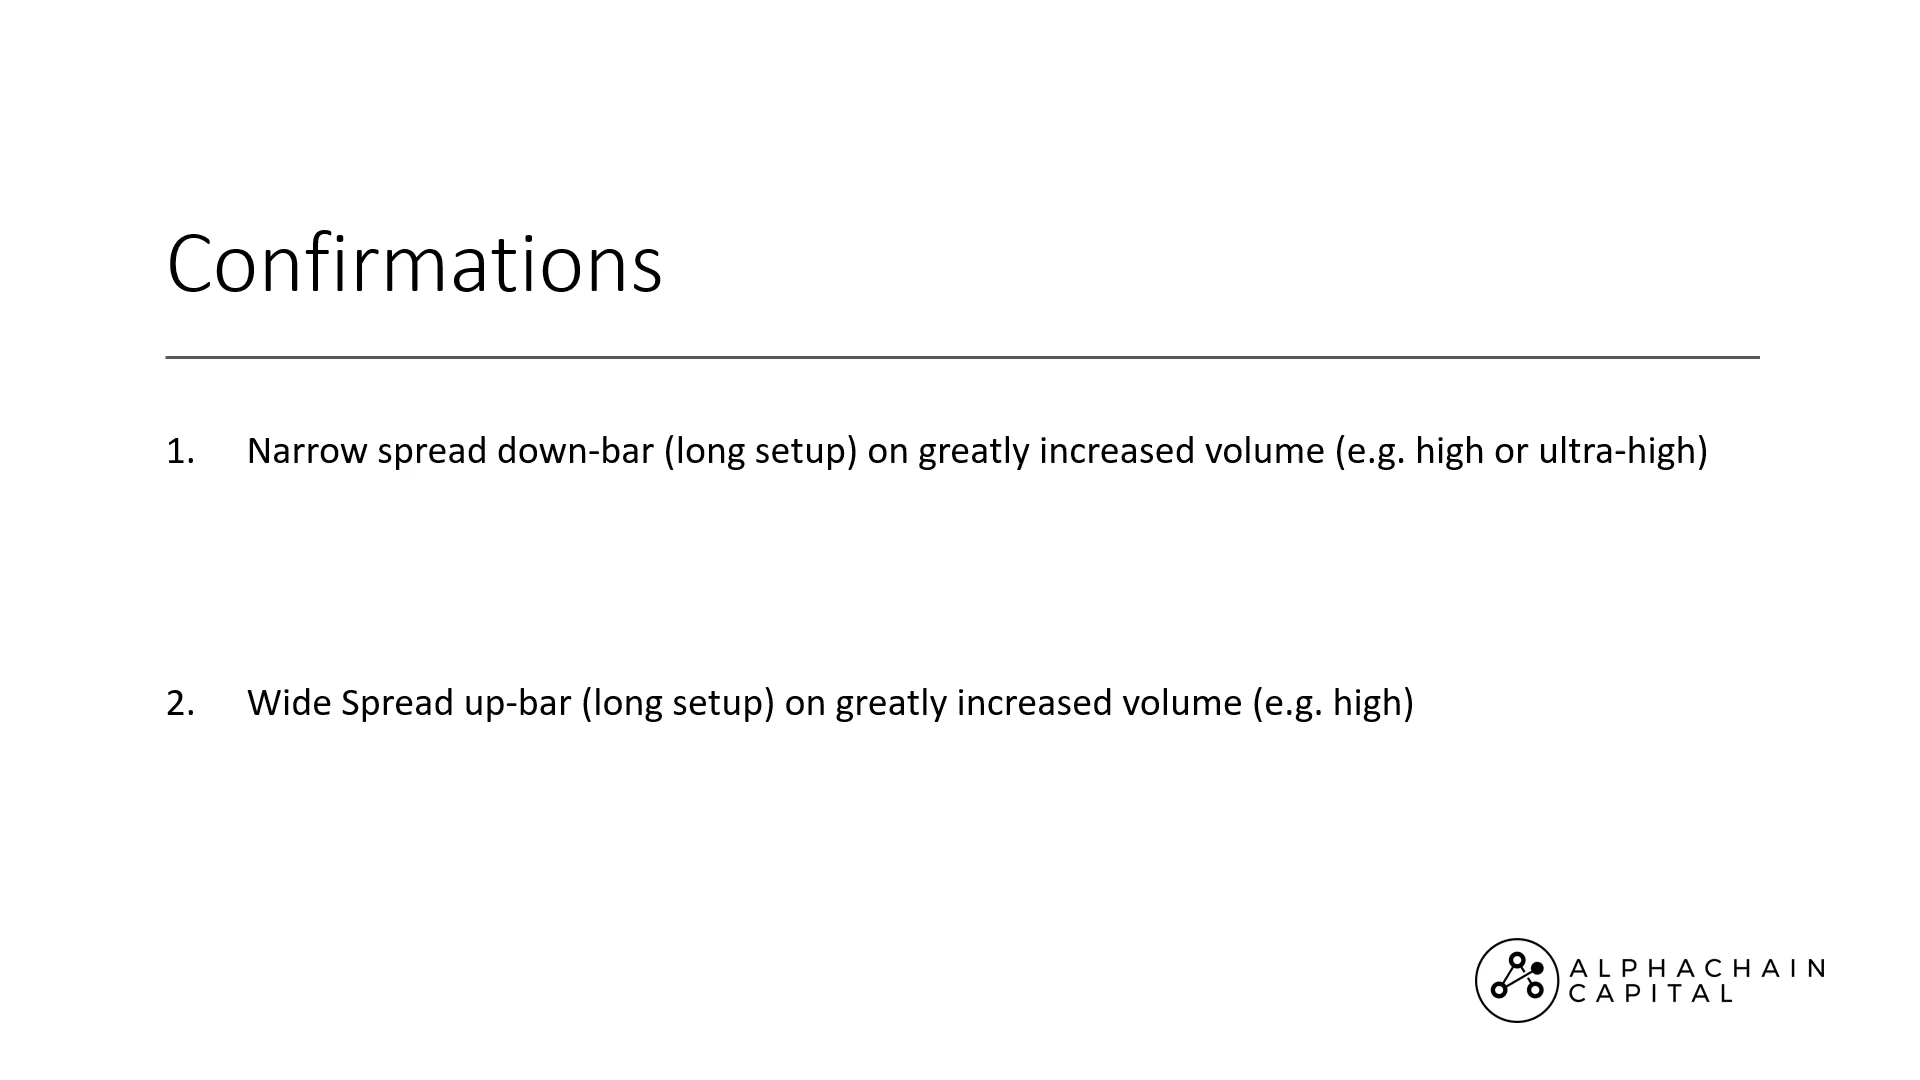 Confirmations
1. Narrow spread down-bar (long setup) on greatly increased volume (e.g. high or ultra-high)
2. Wide Spread up-bar (long setup) on greatly increased volume (e.g. high)
ALPHACHAIN
CAPITAL